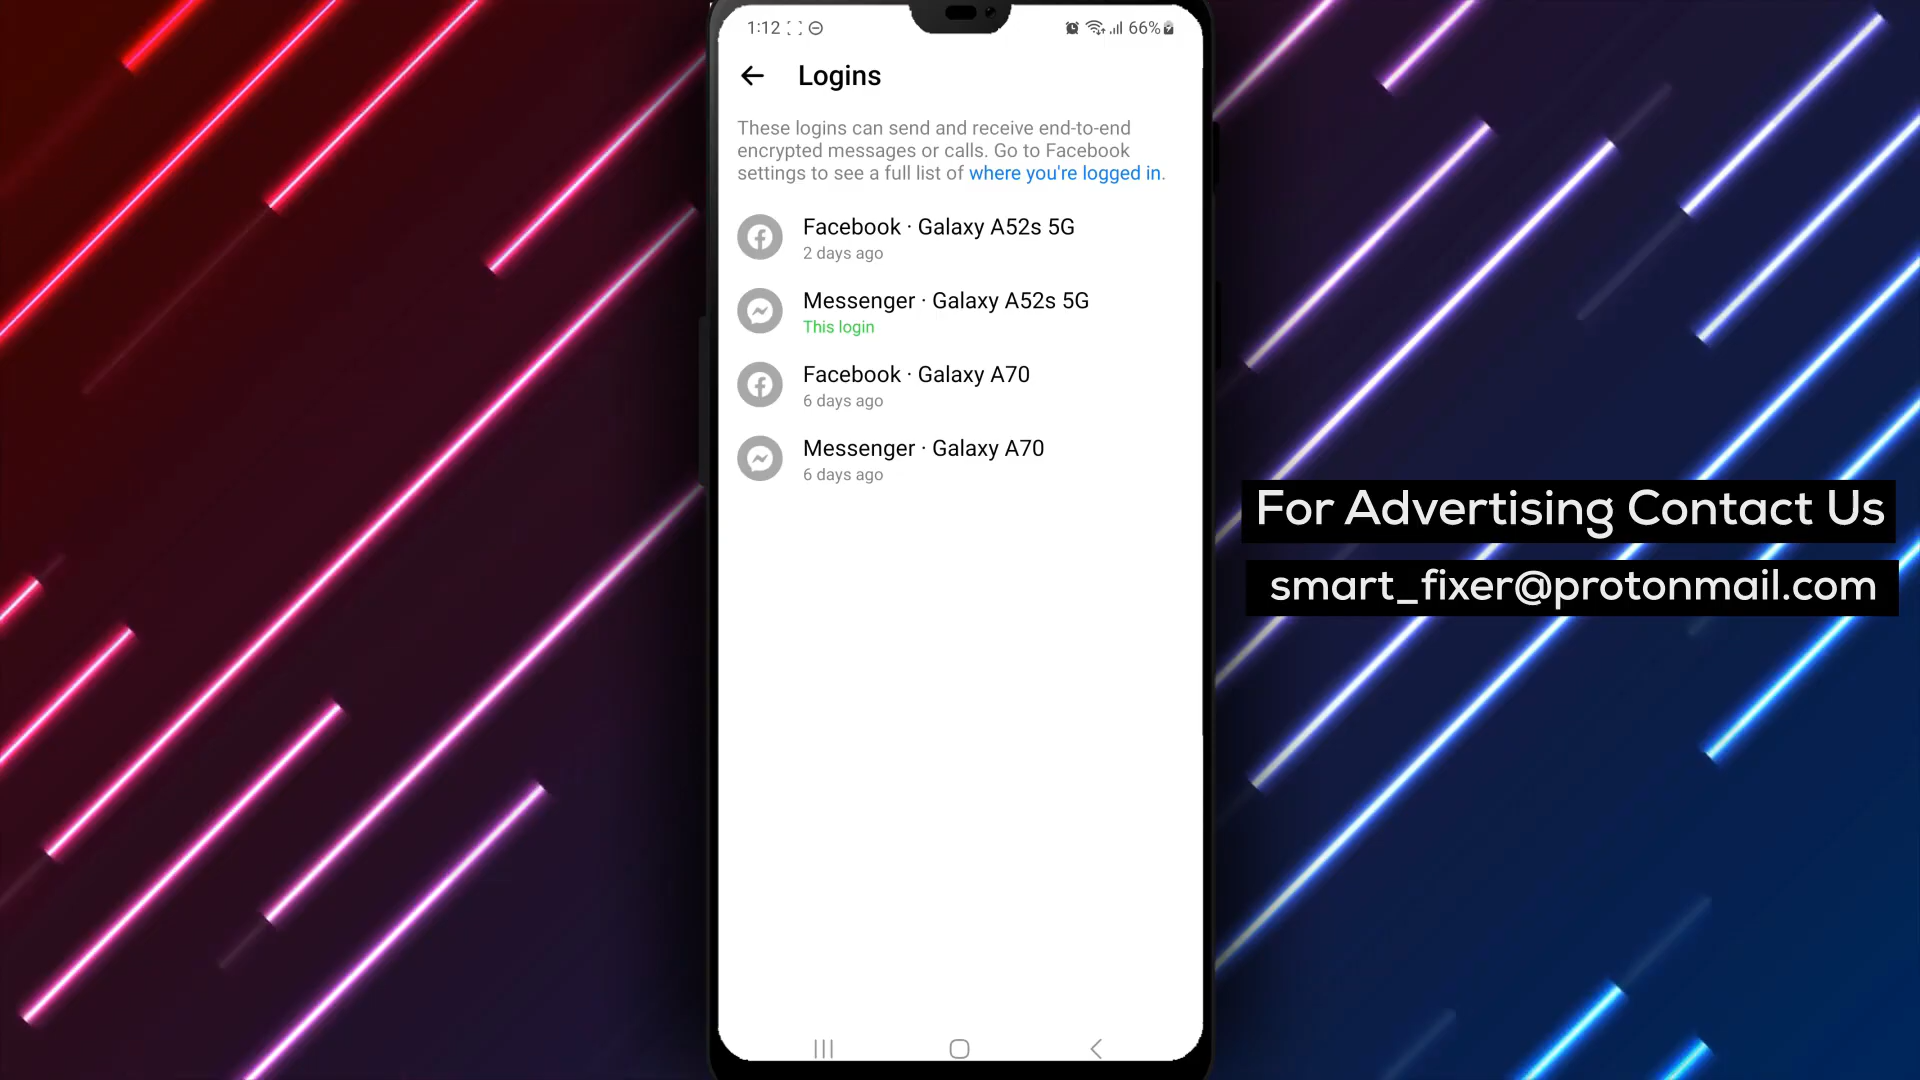 1:12
66%
Logins
These logins can send and receive end-to-end
encrypted messages or calls. Go to Facebook
settings to see a full list of where you're logged in.
Facebook · Galaxy A52s 5G
2 days ago
Messenger · Galaxy A52s 5G
This login
Facebook · Galaxy A70
6 days ago
Messenger · Galaxy A70
6 days ago
For Advertising Contact Us
smart_fixer@protonmail.com